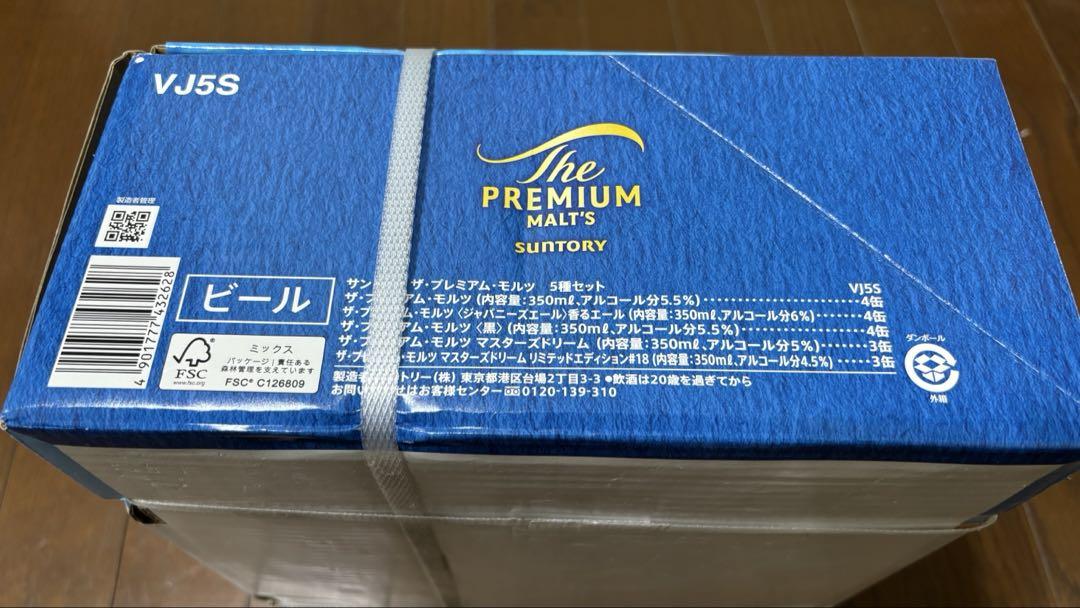 VJ5S
The
PREMIUM
MALT'S
SUNTORY
製造者管理
4 901777 432628
ビール
ミックス
パッケージ｜責任ある
森林管理を支えています
FSC
www.fsc.org
FSC® C126809
サン ザ・プレミアム・モルツ 5種セット VJ5S
ザ・プ アム・モルツ (内容量:350mℓ、アルコール分5.5%) 4缶
ザ・プ アム・モルツ〈ジャパニーズエール〉香るエール (内容量:350mℓ、アルコール分6%) 4缶
ザ・プ アム・モルツ〈黒〉(内容量:350mℓ、アルコール分5.5%) 4缶
ザ・プ アム・モルツ マスターズドリーム (内容量:350mℓ、アルコール分5%) 3缶
ザ・プ モルツ マスターズドリーム リミテッドエディション#18 (内容量:350mℓ、アルコール分4.5%) 3缶
製造者 トリー(株) 東京都港区台場2丁目3-3 ●飲酒は20歳を過ぎてから
お問い せはお客様センター 0120-139-310
ダンボール
外箱